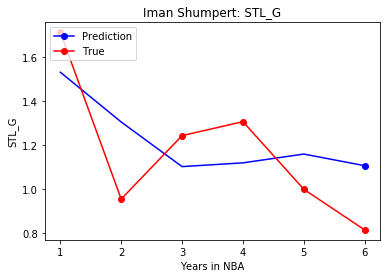 Iman Shumpert: STL_G
Prediction
True
1.6
1.4
1.2
1.0
0.8
STL_G
1 2 3 4 5 6
Years in NBA